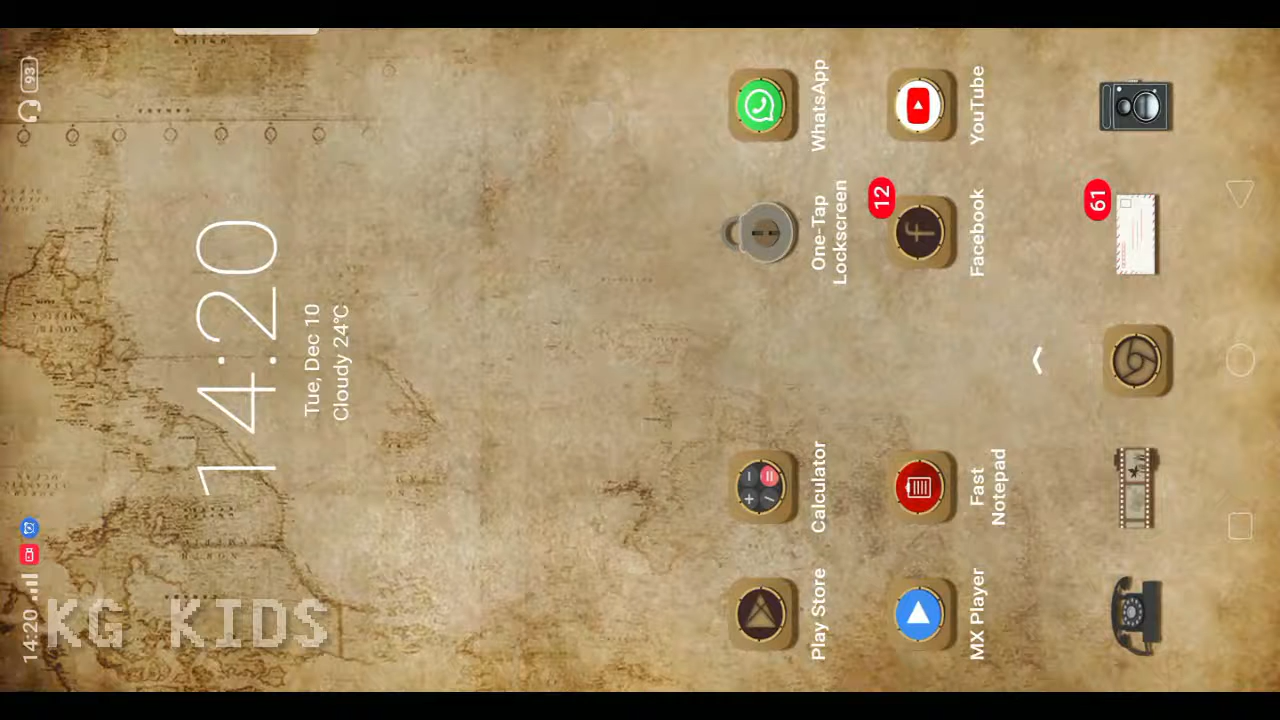 14:20
93
14:20
Tue, Dec 10
Cloudy 24°C
Play Store
Calculator
One-Tap
Lockscreen
WhatsApp
MX Player
Fast
Notepad
12
Facebook
YouTube
61
KG KIDS